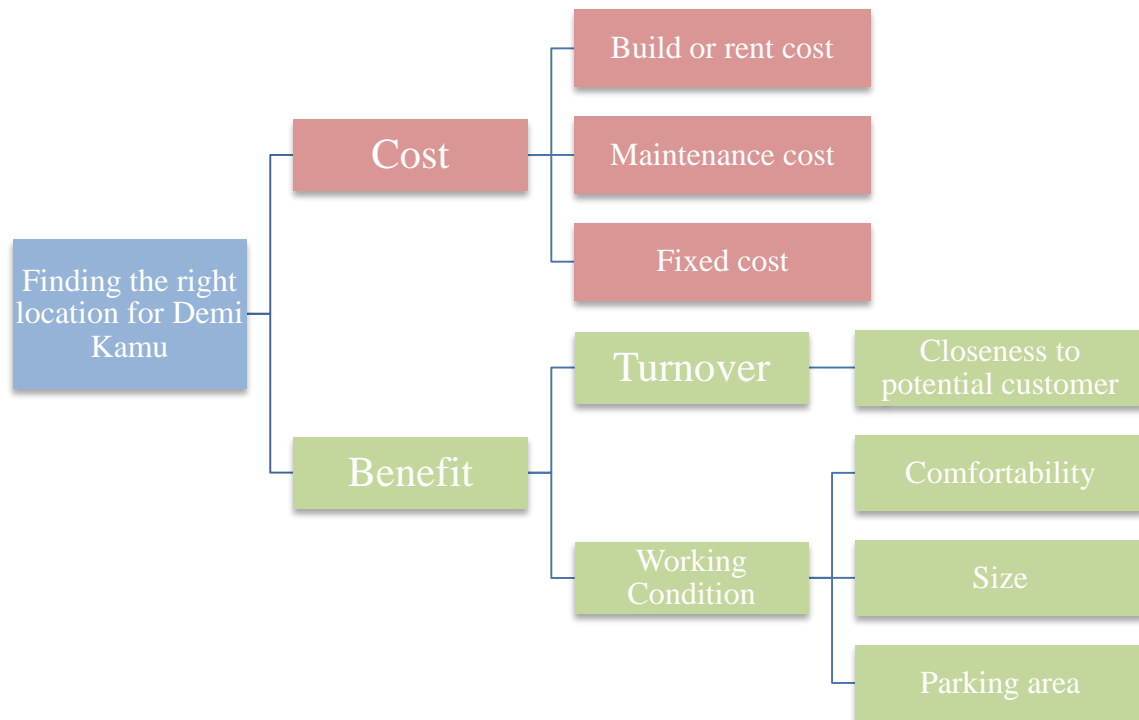 Finding the right
location for Demi
Kamu
Cost
Build or rent cost
Maintenance cost
Fixed cost
Benefit
Turnover
Closeness to
potential customer
Working
Condition
Comfortability
Size
Parking area